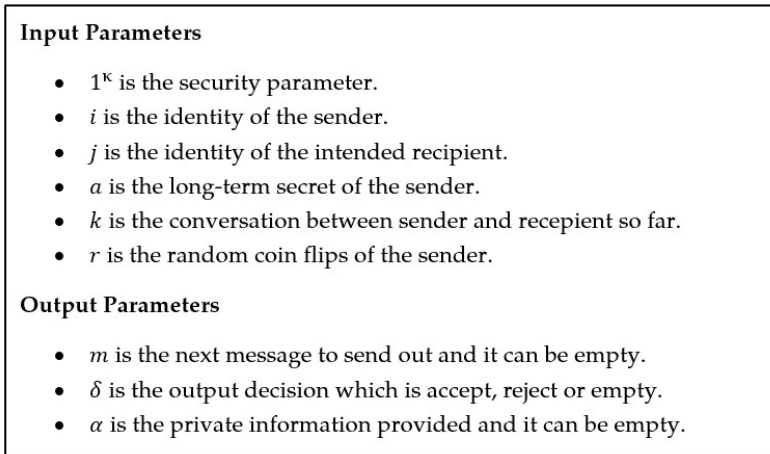 Input Parameters
• 1^κ is the security parameter.
• i is the identity of the sender.
• j is the identity of the intended recipient.
• a is the long-term secret of the sender.
• k is the conversation between sender and recepient so far.
• r is the random coin flips of the sender.
Output Parameters
• m is the next message to send out and it can be empty.
• δ is the output decision which is accept, reject or empty.
• α is the private information provided and it can be empty.